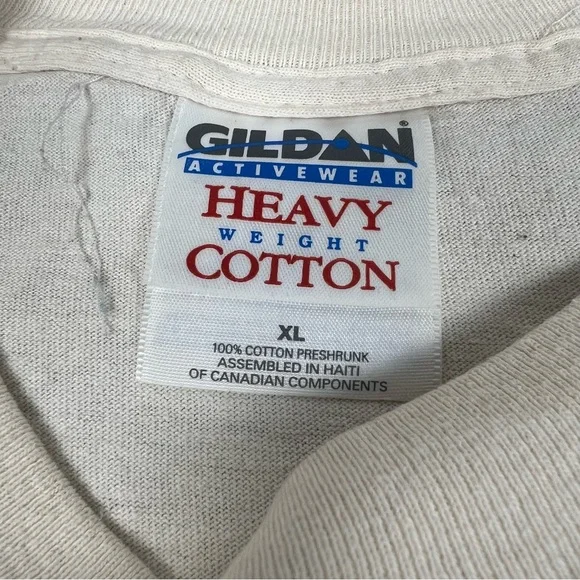 GILDAN®
ACTIVEWEAR
HEAVY
WEIGHT
COTTON
XL
100% COTTON PRESHRUNK
ASSEMBLED IN HAITI
OF CANADIAN COMPONENTS